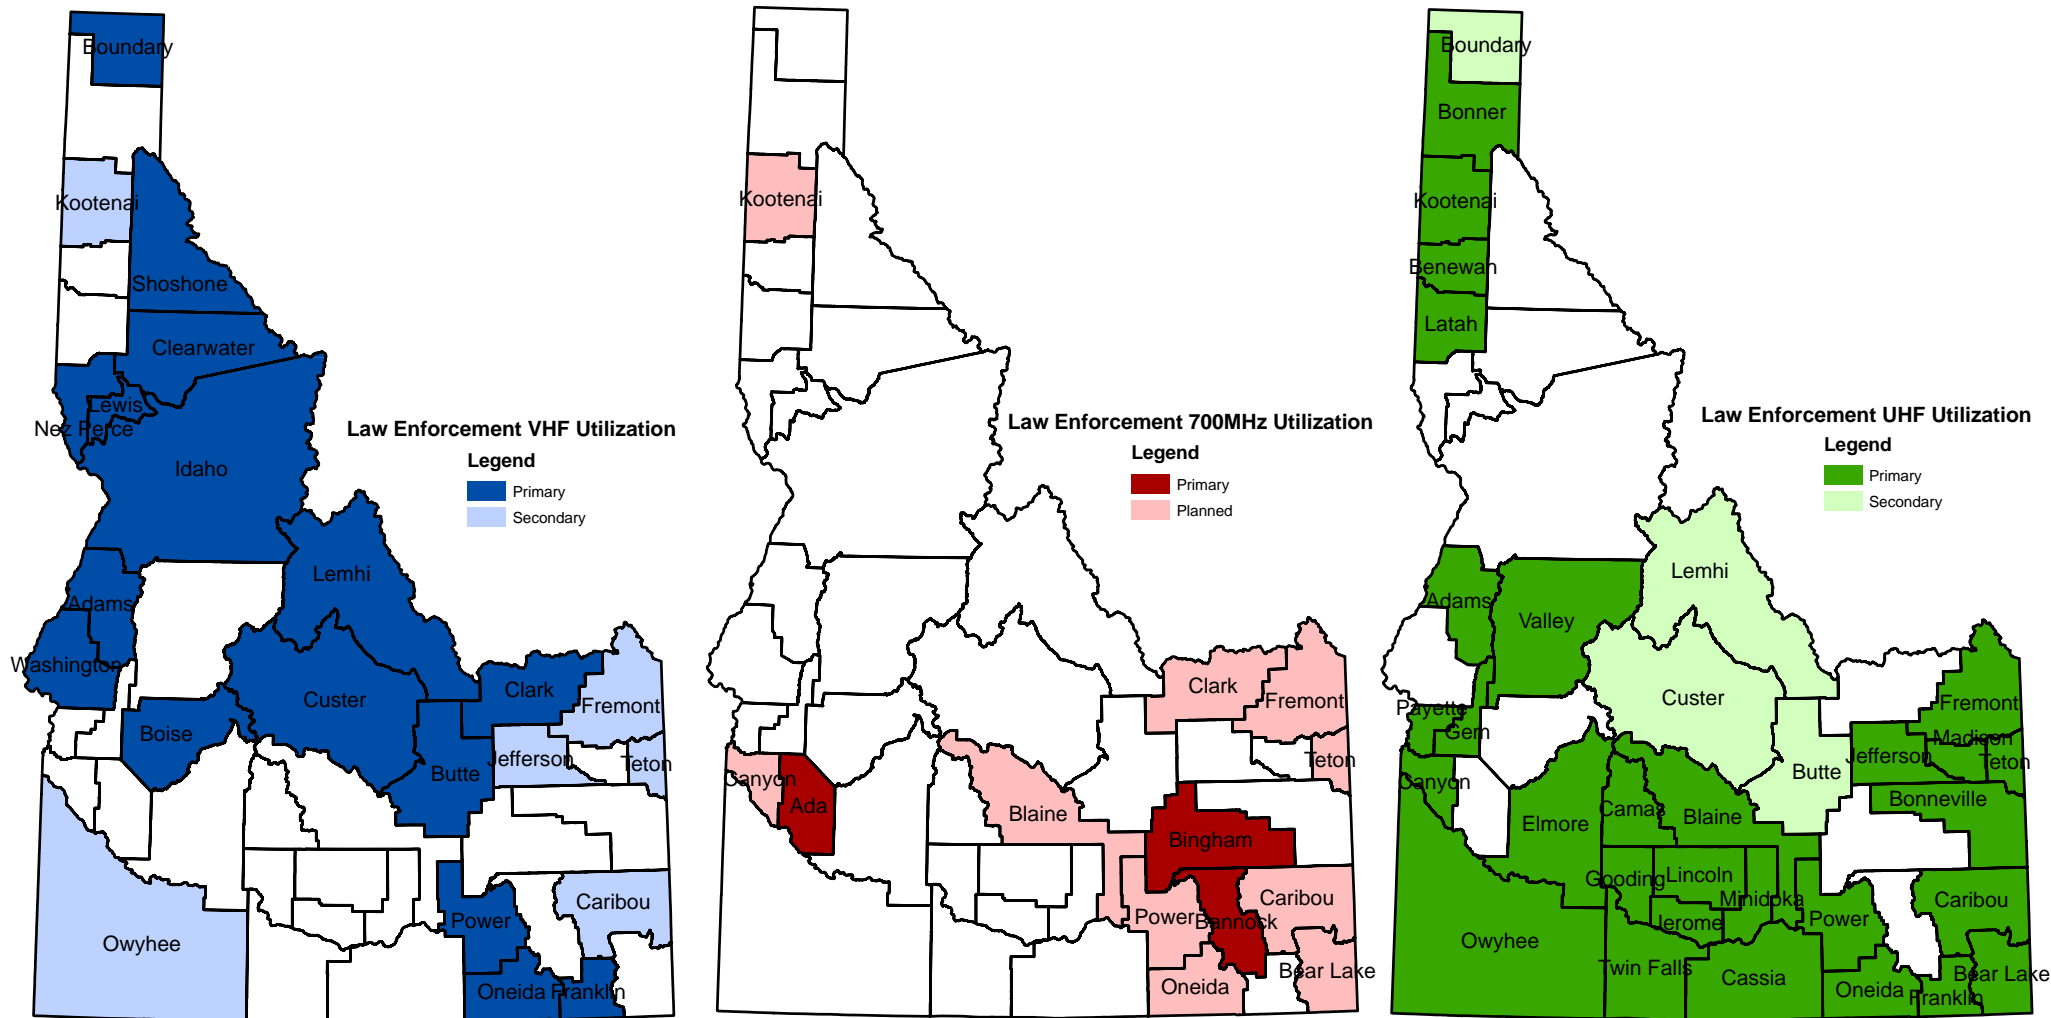 Boundary
Kootenai
Shoshone
Clearwater
Lewis
Nez Perce
Idaho
Lemhi
Adams
Washington
Custer
Clark
Fremont
Boise
Butte
Jefferson
Teton
Power
Caribou
Owyhee
Oneida
Franklin
Law Enforcement VHF Utilization
Legend
Primary
Secondary
Kootenai
Clark
Fremont
Teton
Canyon
Ada
Blaine
Bingham
Power
Bannock
Caribou
Bear Lake
Oneida
Law Enforcement 700MHz Utilization
Legend
Primary
Planned
Boundary
Bonner
Kootenai
Benewah
Latah
Lemhi
Adams
Valley
Custer
Payette
Gem
Fremont
Madison
Jefferson
Teton
Butte
Canyon
Bonneville
Elmore
Camas
Blaine
Gooding
Lincoln
Minidoka
Jerome
Power
Caribou
Owyhee
Twin Falls
Cassia
Oneida
Franklin
Bear Lake
Law Enforcement UHF Utilization
Legend
Primary
Secondary